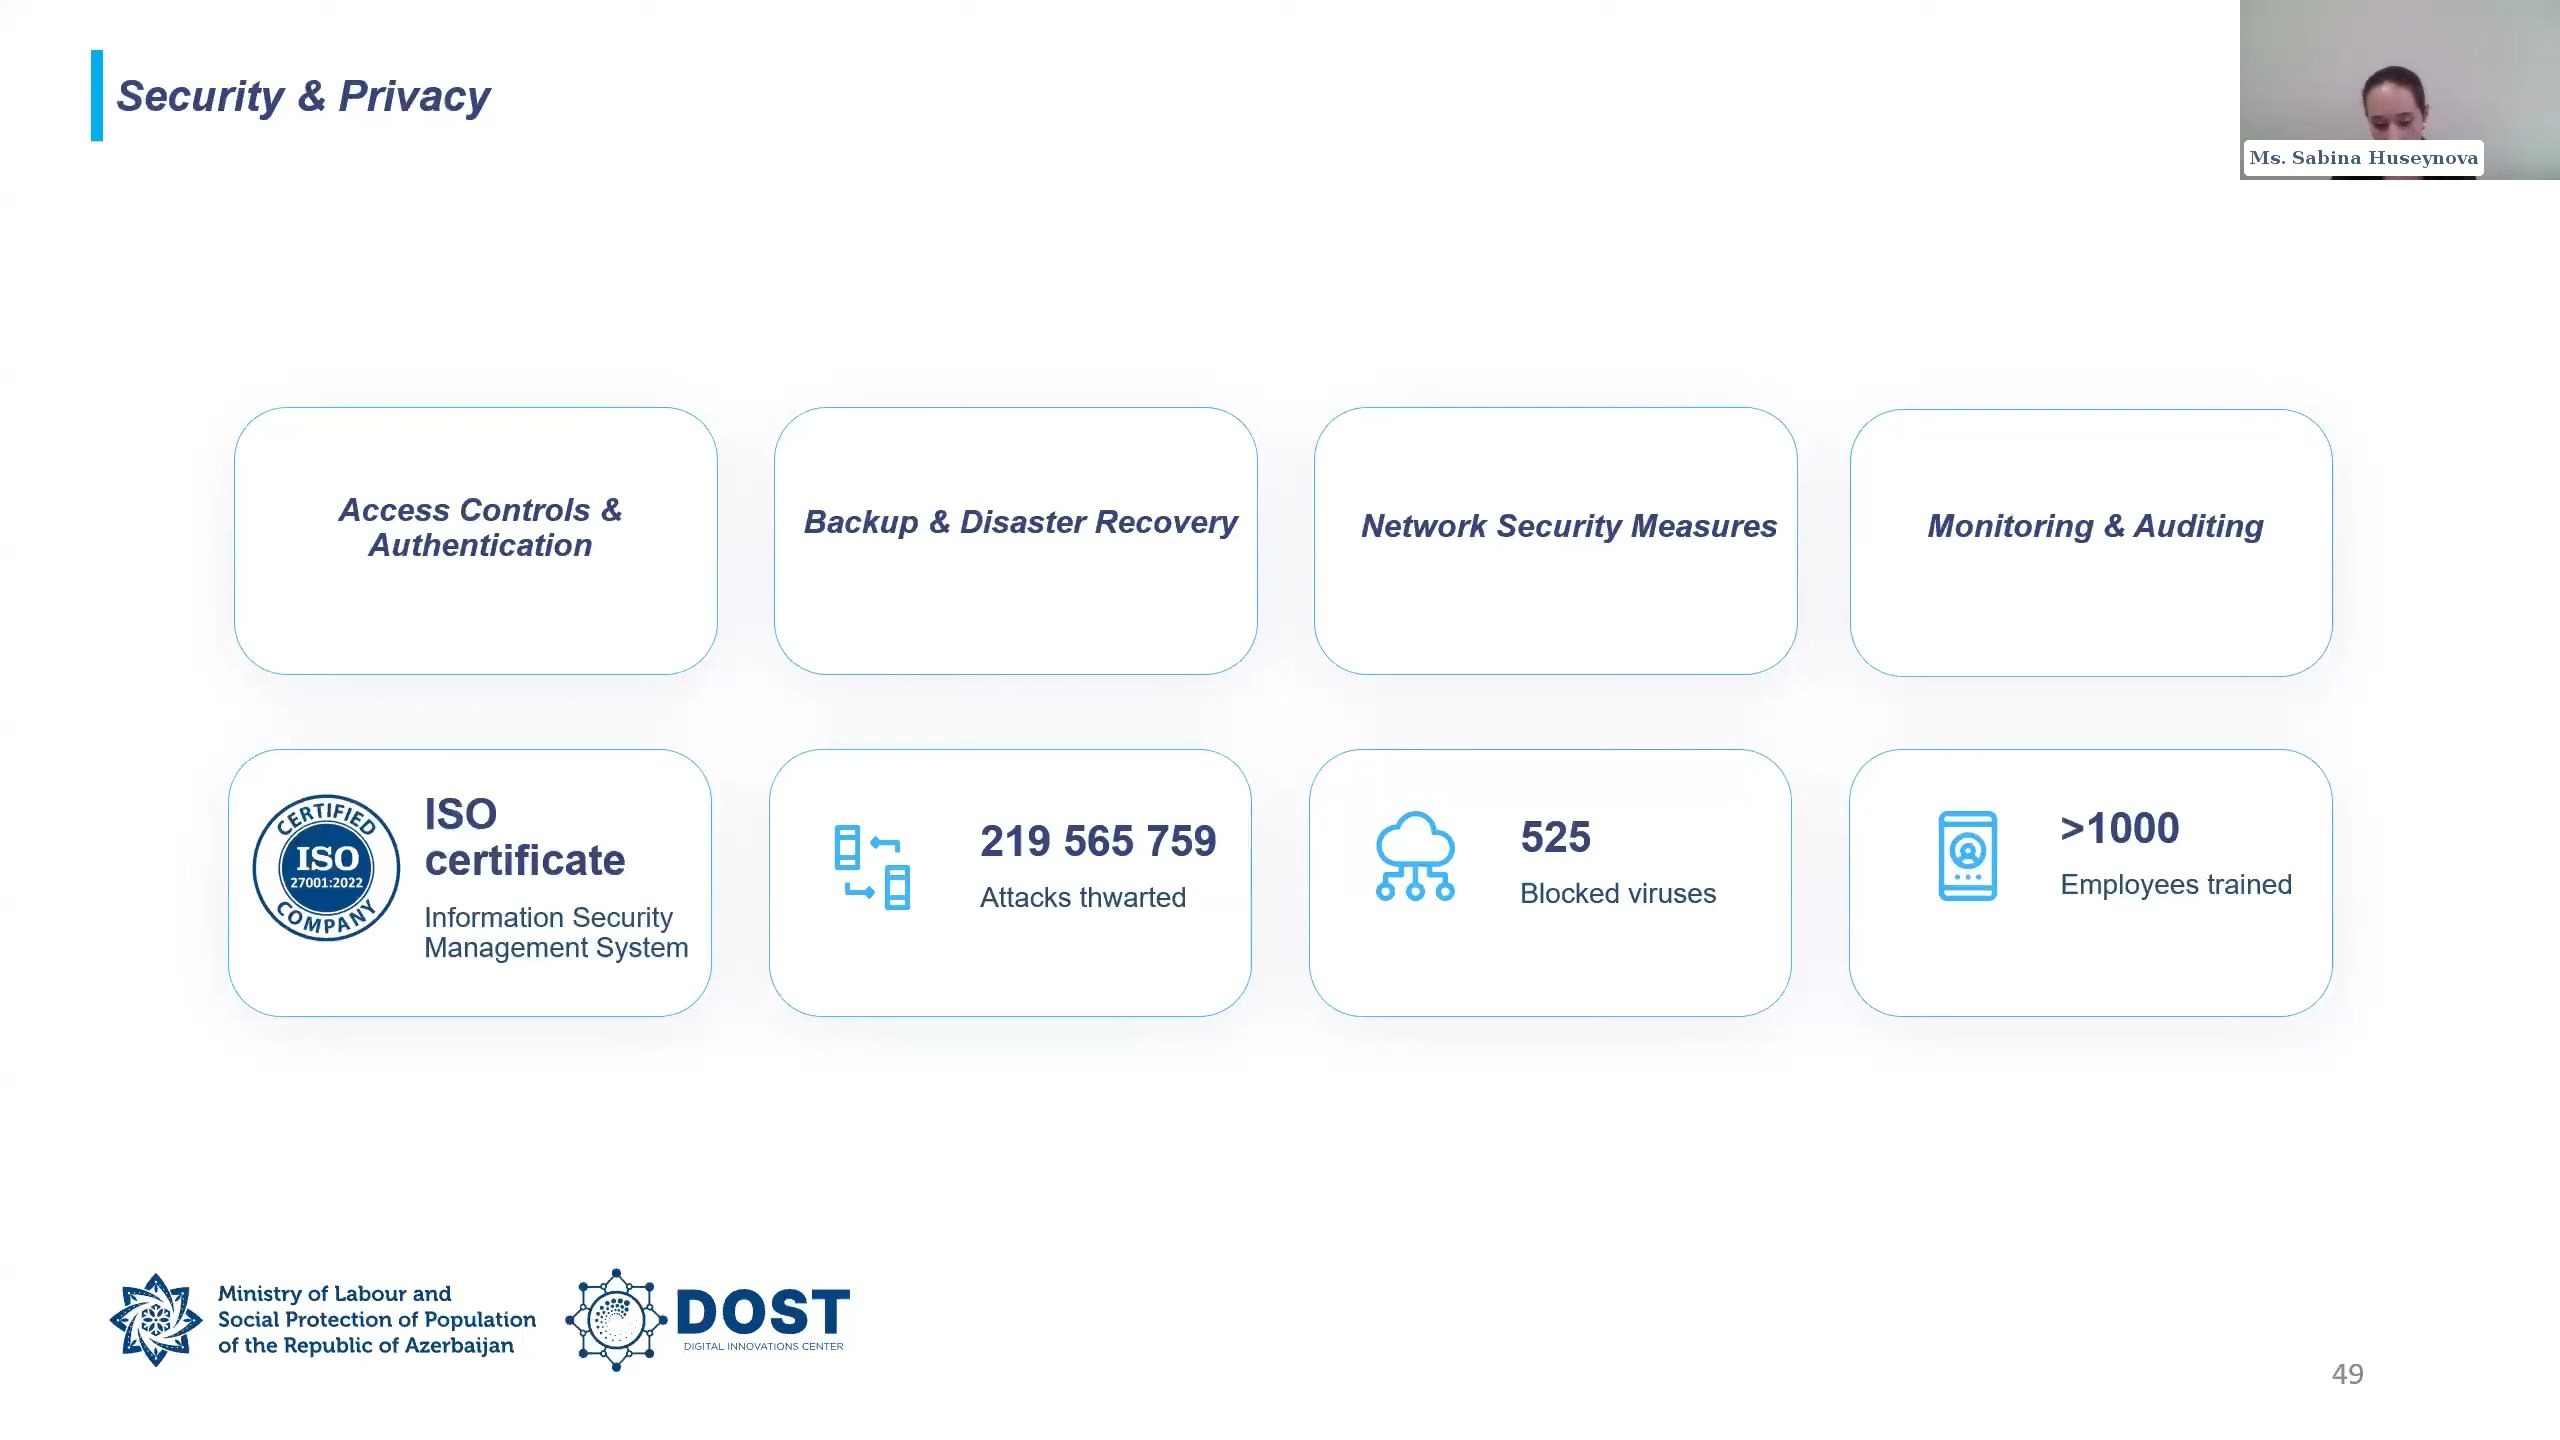 Security & Privacy
Ms. Sabina Huseynova
Access Controls &
Authentication
Backup & Disaster Recovery
Network Security Measures
Monitoring & Auditing
CERTIFIED
ISO
27001:2022
COMPANY
ISO
certificate
Information Security
Management System
219 565 759
Attacks thwarted
525
Blocked viruses
>1000
Employees trained
Ministry of Labour and
Social Protection of Population
of the Republic of Azerbaijan
DOST
DIGITAL INNOVATIONS CENTER
49